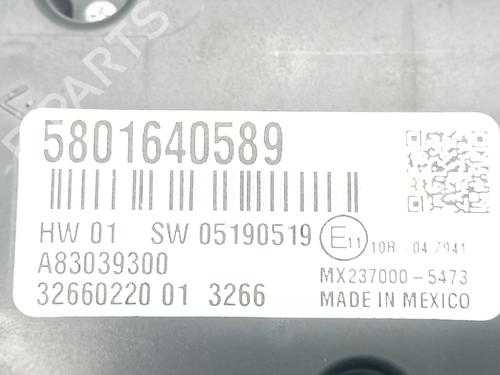 5801640589
HW 01 SW 05190519 E11 10R - 04 7941
A83039300
MX237000-5473
32660220 01 3266
MADE IN MEXICO